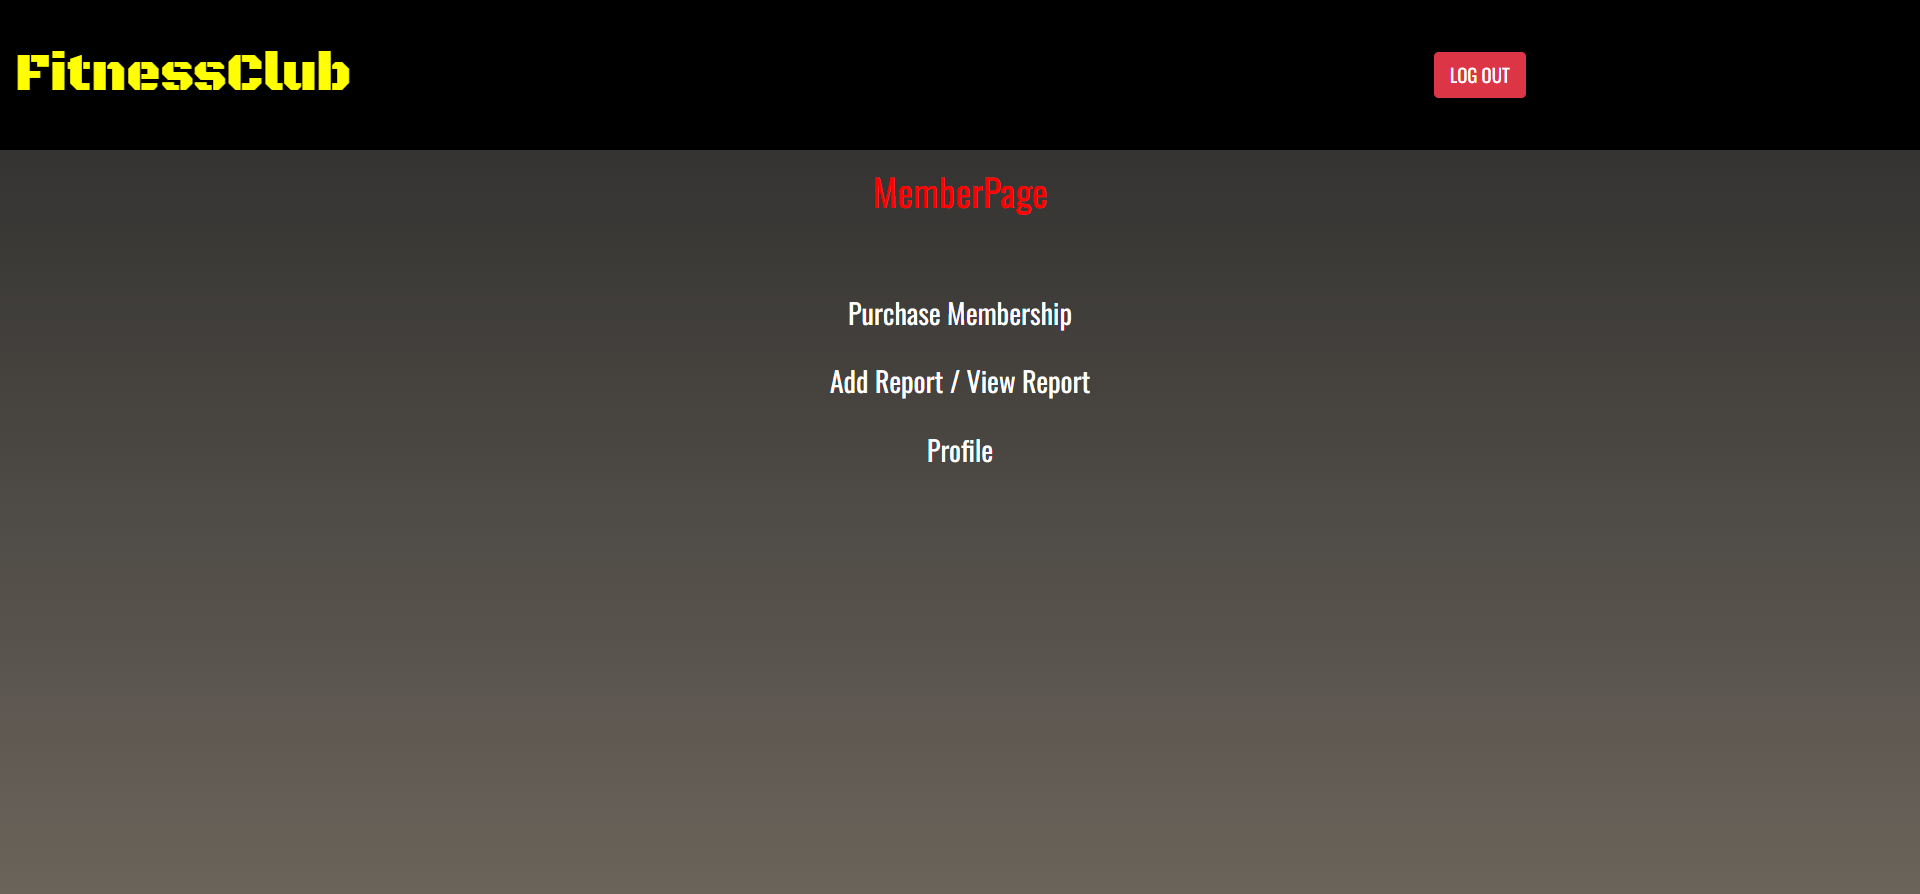 FitnessClub
LOG OUT
MemberPage
Purchase Membership
Add Report / View Report
Profile